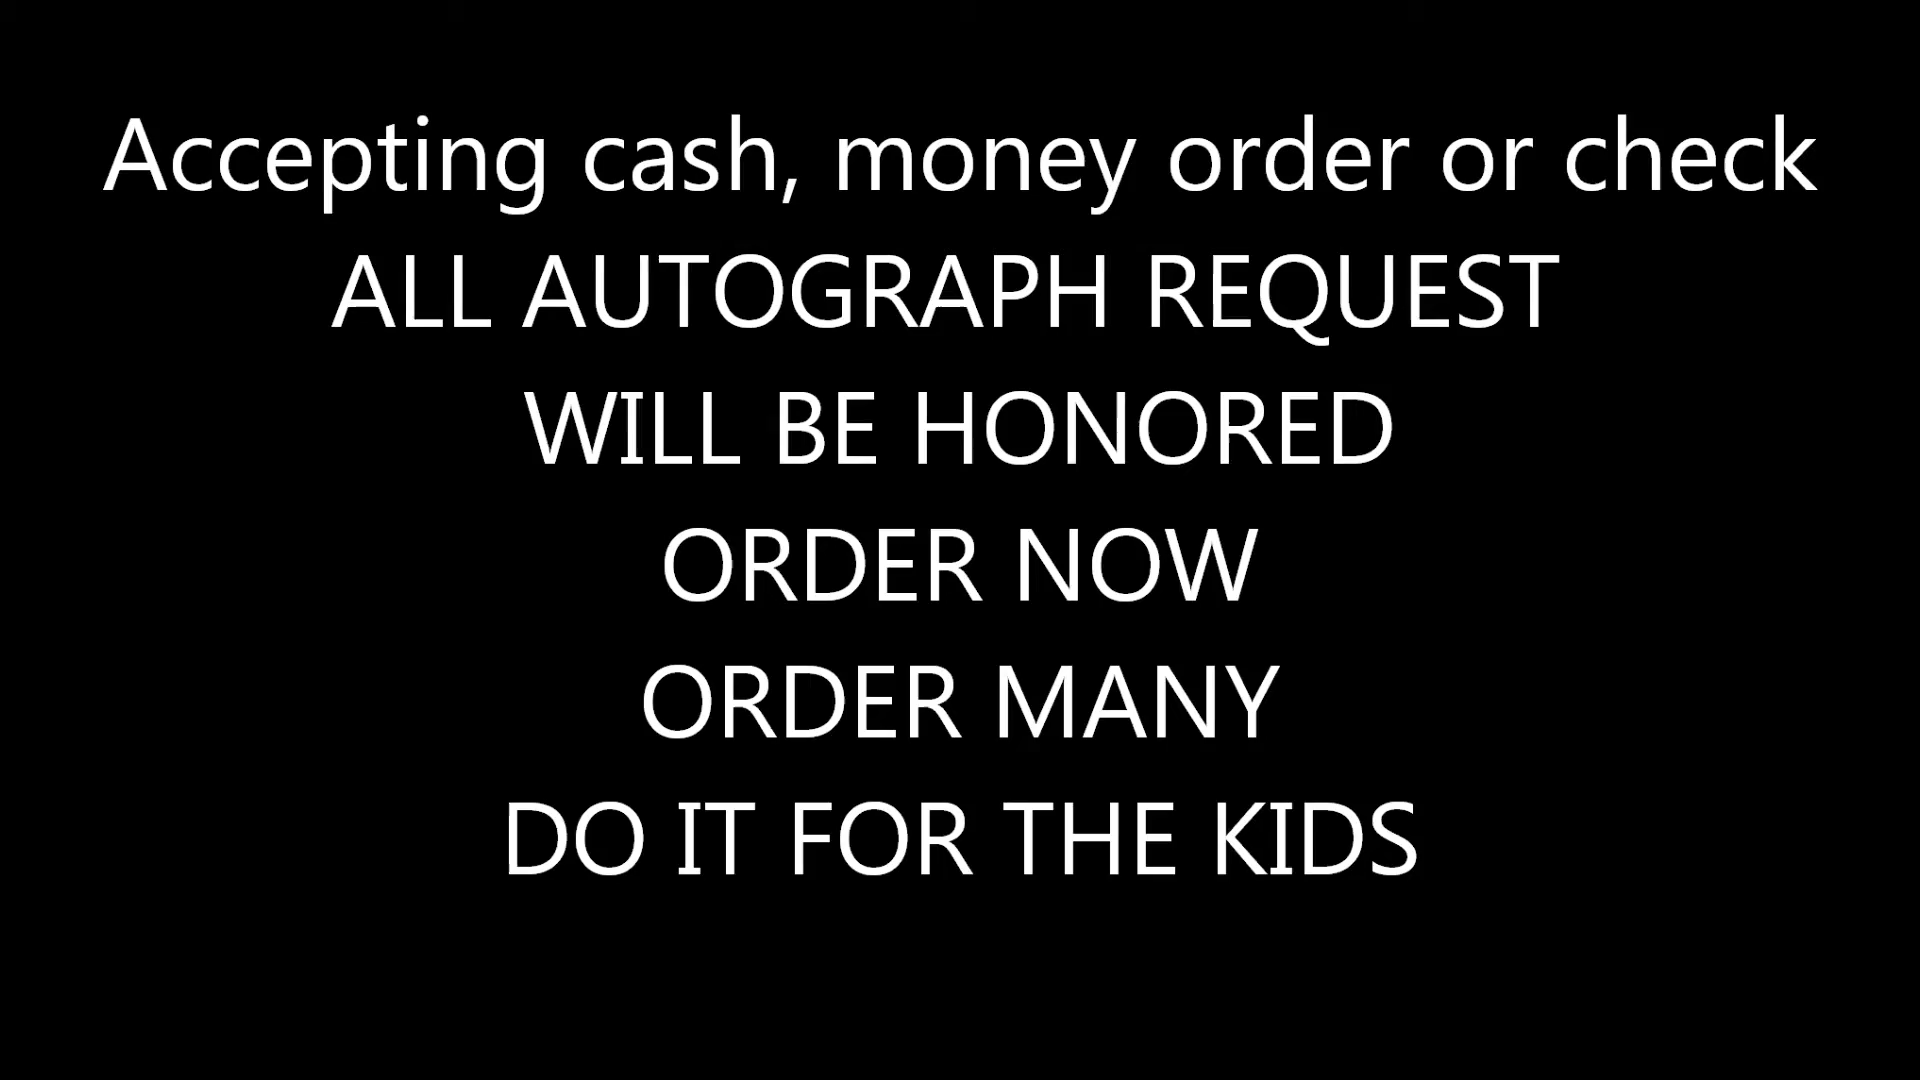 Accepting cash, money order or check
ALL AUTOGRAPH REQUEST
WILL BE HONORED
ORDER NOW
ORDER MANY
DO IT FOR THE KIDS